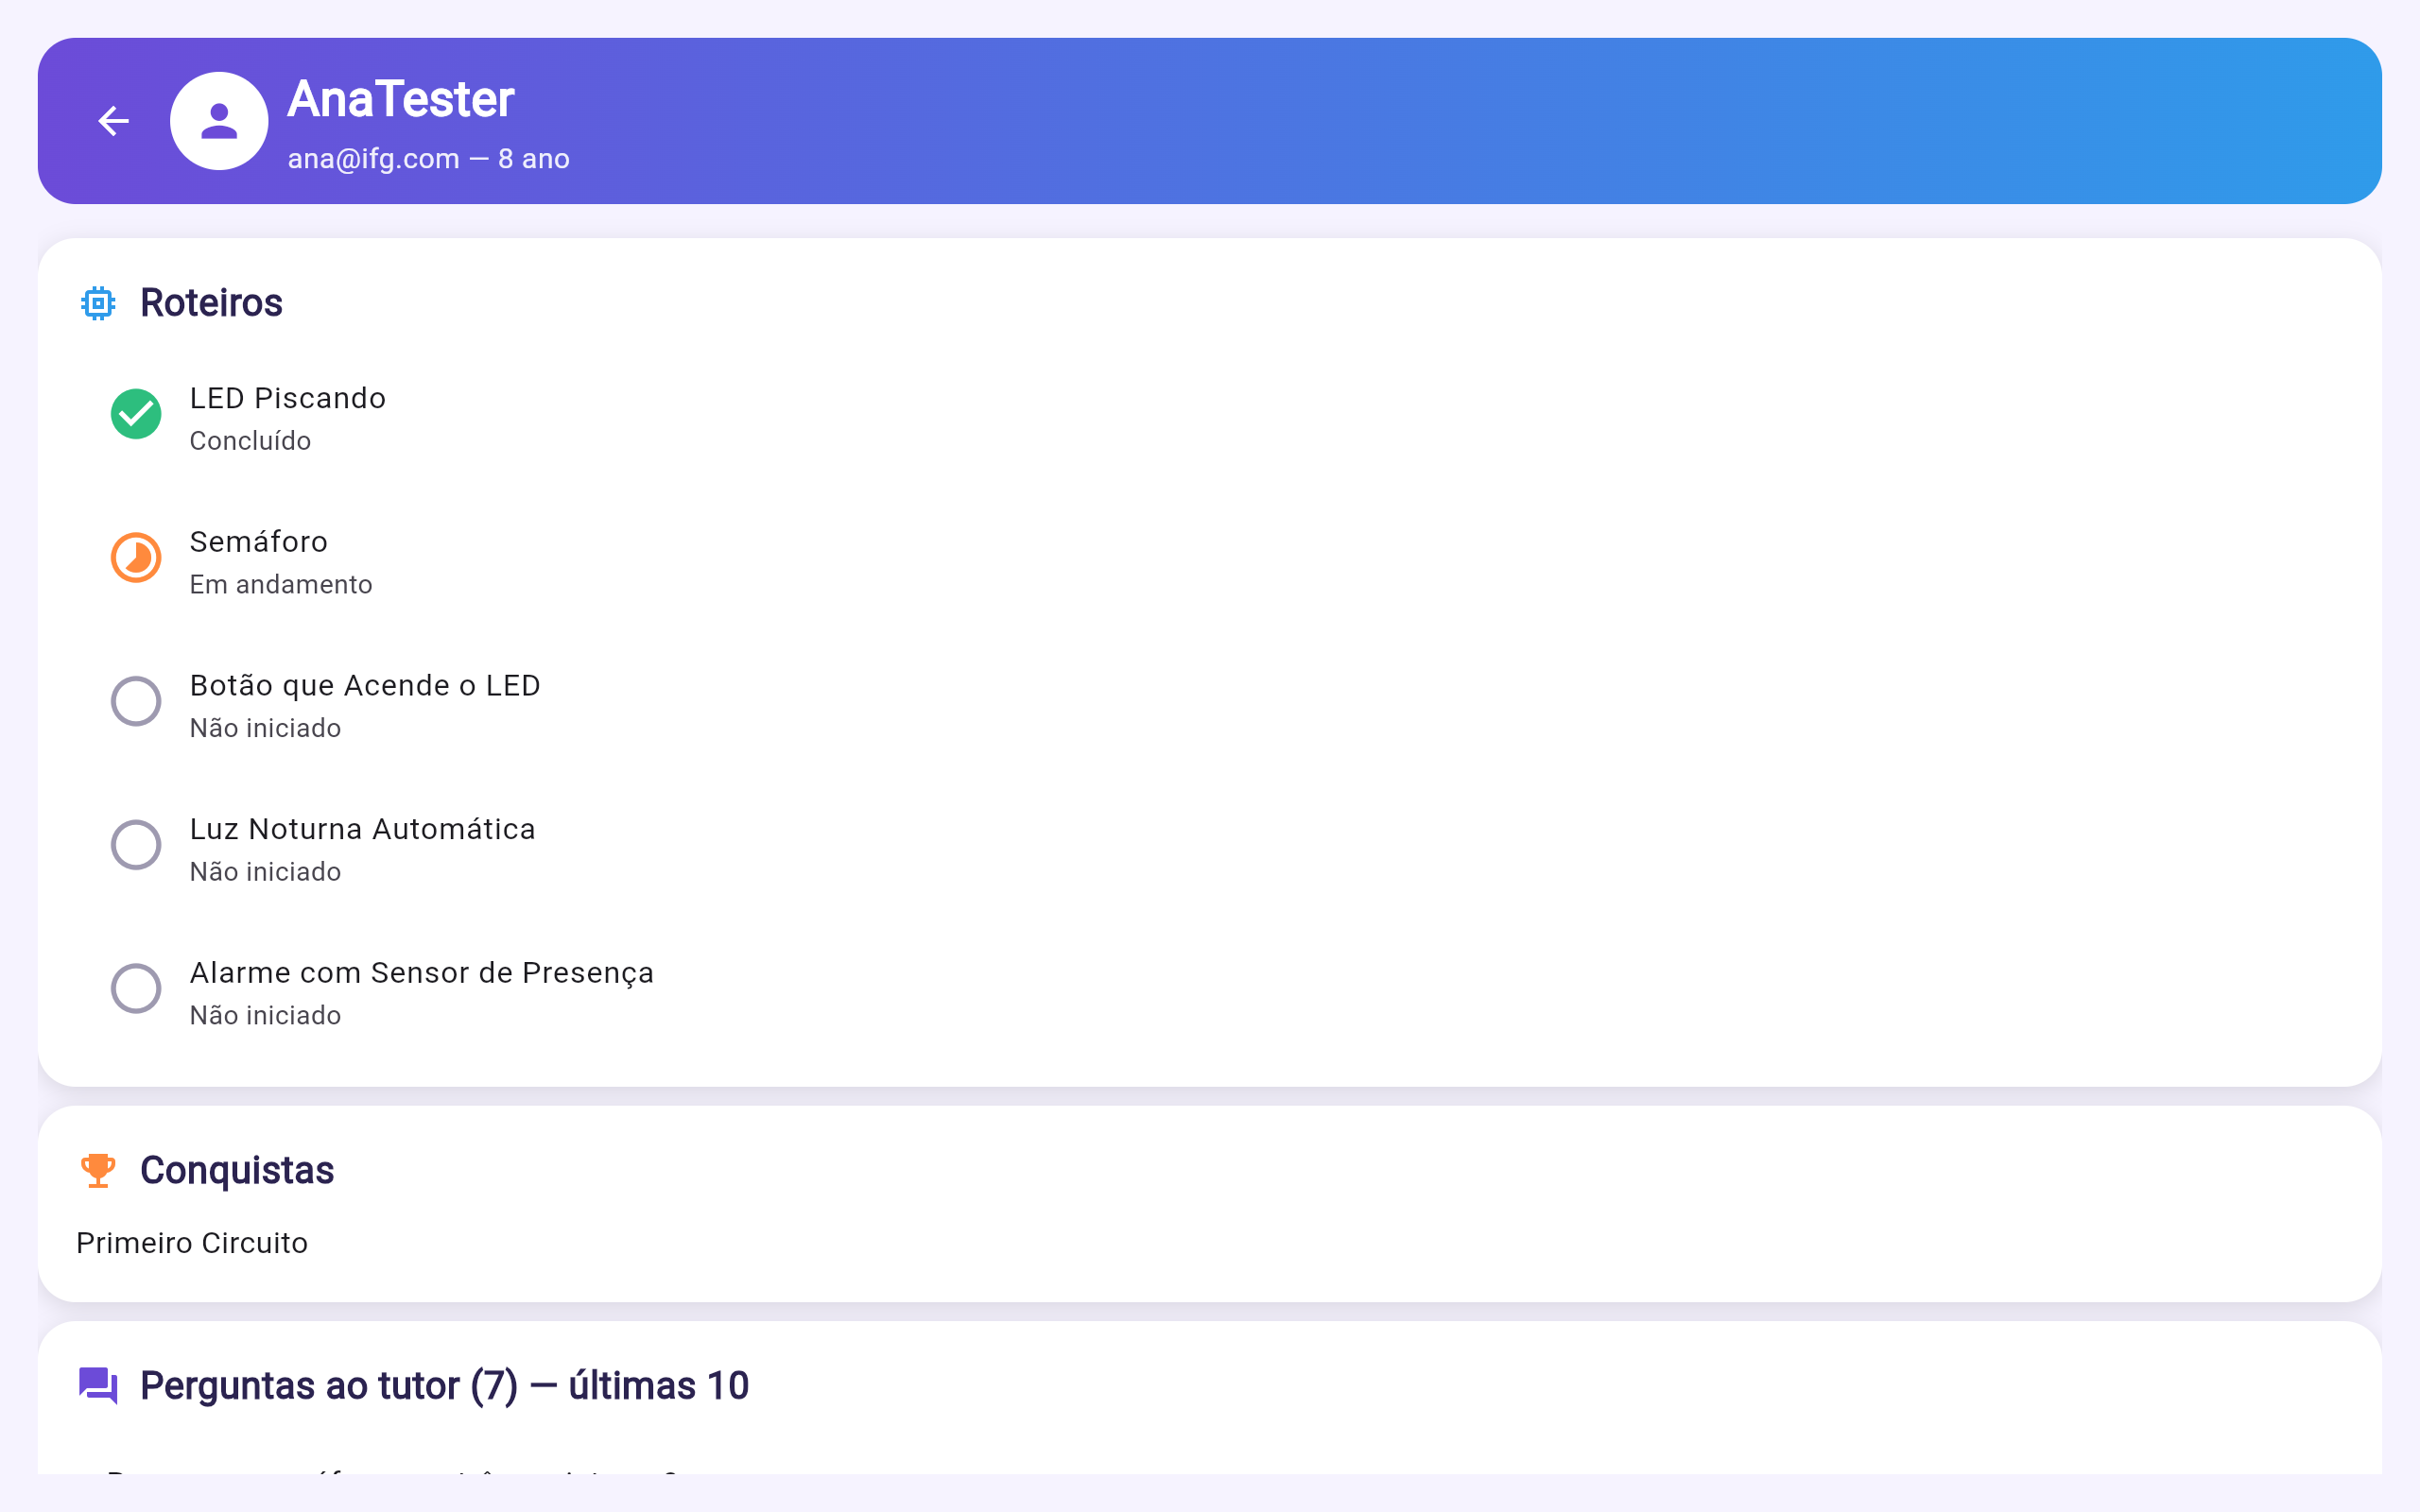 AnaTester
ana@ifg.com — 8 ano
Roteiros
LED Piscando
Concluído
Semáforo
Em andamento
Botão que Acende o LED
Não iniciado
Luz Noturna Automática
Não iniciado
Alarme com Sensor de Presença
Não iniciado
Conquistas
Primeiro Circuito
Perguntas ao tutor (7) — últimas 10